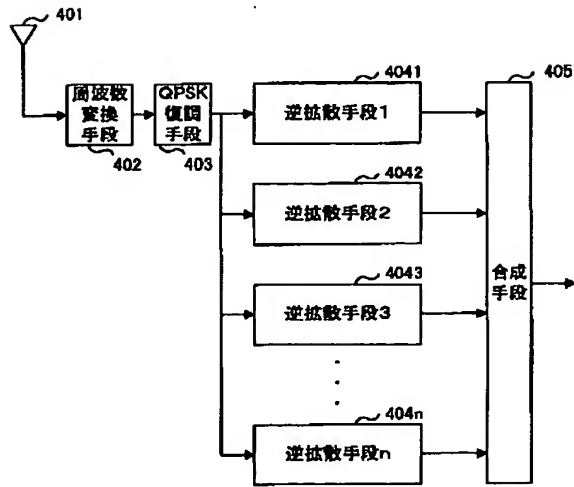 401
周波数
変換
手段
402
QPSK
復調
手段
403
4041
逆拡散手段1
4042
逆拡散手段2
4043
逆拡散手段3
404n
逆拡散手段n
405
合成
手段